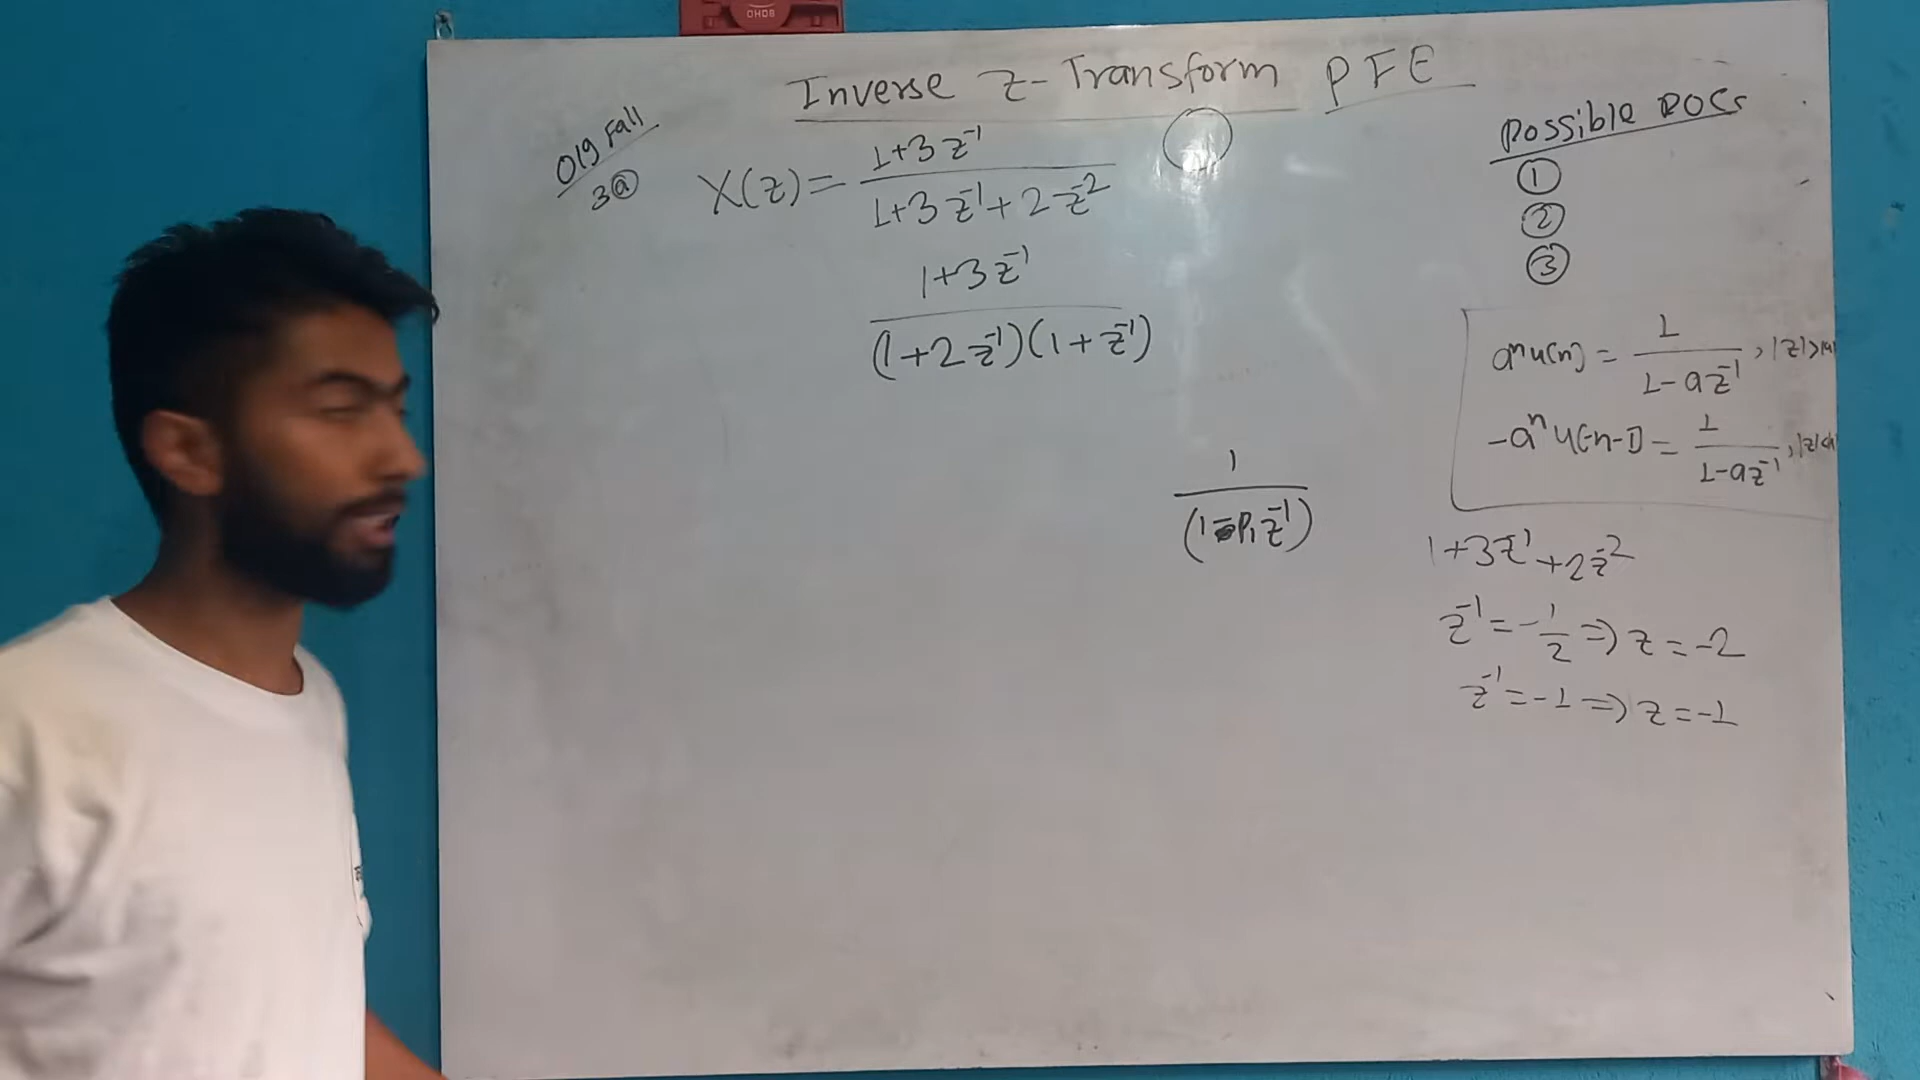 Inverse z-Transform PFE
019 Fall
3ⓐ
X(z) = 1+3z⁻¹ / 1+3z⁻¹+2z⁻²
1+3z⁻¹ / (1+2z⁻¹)(1+z⁻¹)
1 / (1-P₁z⁻¹)
Possible ROCs
①
②
③
aⁿu(n) = 1 / 1-az⁻¹, |z|>|a|
-aⁿu(-n-1) = 1 / 1-az⁻¹, |z|<
1+3z⁻¹+2z⁻²
z⁻¹ = -1/2 ⇒ z = -2
z⁻¹ = -1 ⇒ z = -1